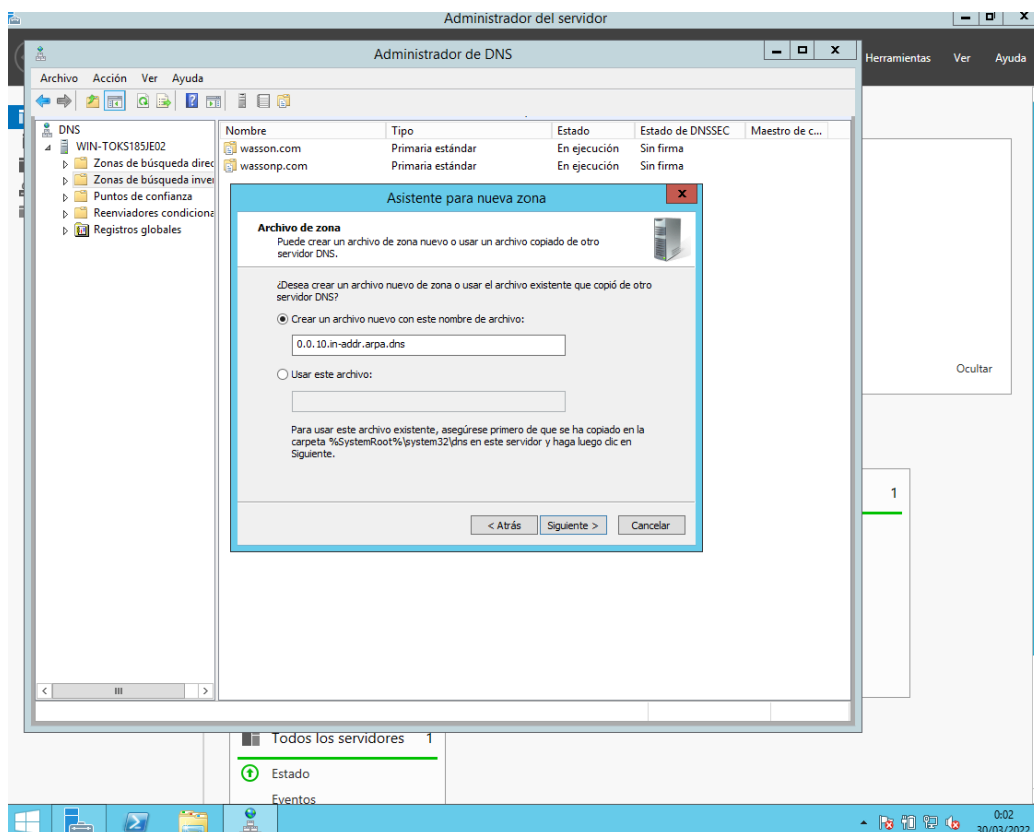 Administrador del servidor
Administrador de DNS
Herramientas Ver Ayuda
Archivo Acción Ver Ayuda
DNS
WIN-TOKS185JE02
Zonas de búsqueda direc
Zonas de búsqueda inver
Puntos de confianza
Reenviadores condiciona
Registros globales
Nombre Tipo Estado Estado de DNSSEC Maestro de c...
wasson.com Primaria estándar En ejecución Sin firma
wassonp.com Primaria estándar En ejecución Sin firma
Asistente para nueva zona
Archivo de zona
Puede crear un archivo de zona nuevo o usar un archivo copiado de otro
servidor DNS.
¿Desea crear un archivo nuevo de zona o usar el archivo existente que copió de otro
servidor DNS?
Crear un archivo nuevo con este nombre de archivo:
0.0.10.in-addr.arpa.dns
Usar este archivo:
Para usar este archivo existente, asegúrese primero de que se ha copiado en la
carpeta %SystemRoot%\system32\dns en este servidor y haga luego clic en
Siguiente.
< Atrás Siguiente > Cancelar
Ocultar
1
Todos los servidores 1
Estado
Eventos
0:02
30/03/2022